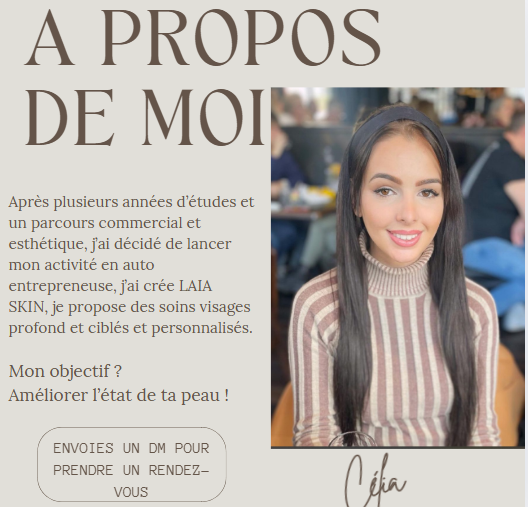 A PROPOS
DE MOI
Après plusieurs années d'études et
un parcours commercial et
esthétique, j'ai décidé de lancer
mon activité en auto
entrepreneuse, j'ai crée LAIA
SKIN, je propose des soins visages
profond et ciblés et personnalisés.
Mon objectif ?
Améliorer l'état de ta peau !
ENVOIES UN DM POUR
PRENDRE UN RENDEZ-
VOUS
Célia